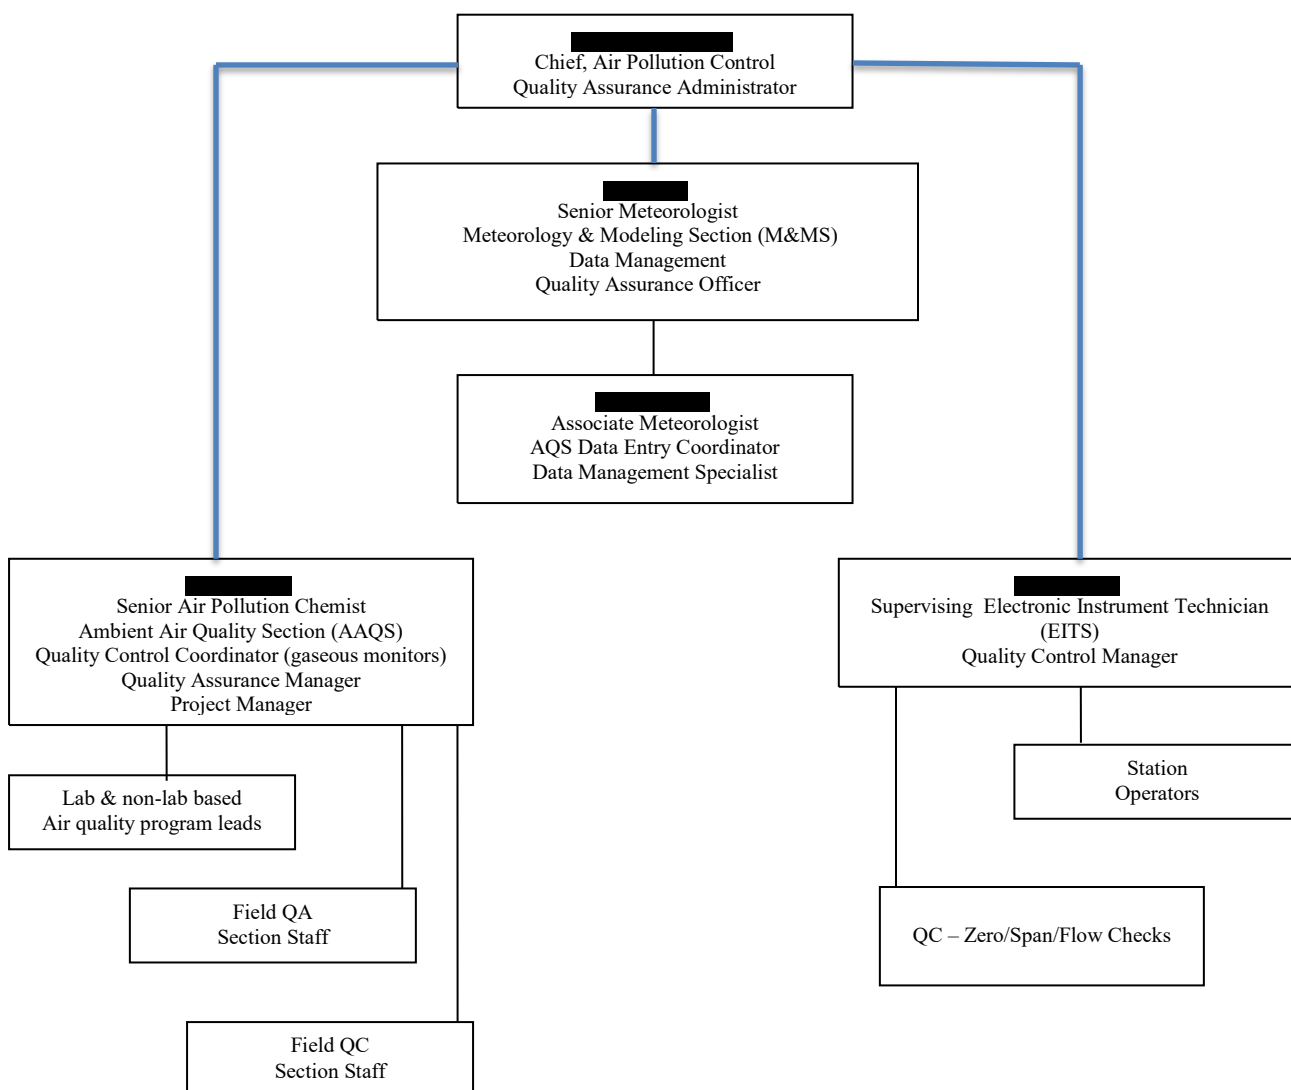 Chief, Air Pollution Control
Quality Assurance Administrator
Senior Meteorologist
Meteorology & Modeling Section (M&MS)
Data Management
Quality Assurance Officer
Associate Meteorologist
AQS Data Entry Coordinator
Data Management Specialist
Senior Air Pollution Chemist
Ambient Air Quality Section (AAQS)
Quality Control Coordinator (gaseous monitors)
Quality Assurance Manager
Project Manager
Supervising Electronic Instrument Technician
(EITS)
Quality Control Manager
Lab & non-lab based
Air quality program leads
Station
Operators
Field QA
Section Staff
QC – Zero/Span/Flow Checks
Field QC
Section Staff